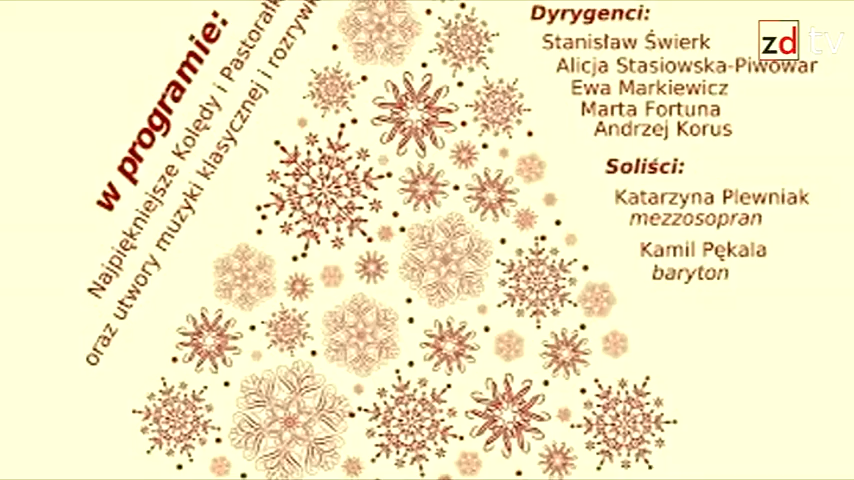 w programie:
Najpiękniejsze Kolędy i
oraz utwory muzyki klasycznej i
Dyrygenci:
Stanisław Świerk
Alicja Stasiowska-Piwowar
Ewa Markiewicz
Marta Fortuna
Andrzej Korus
Soliści:
Katarzyna Plewniak
mezzosopran
Kamil Pękala
baryton
zd tv